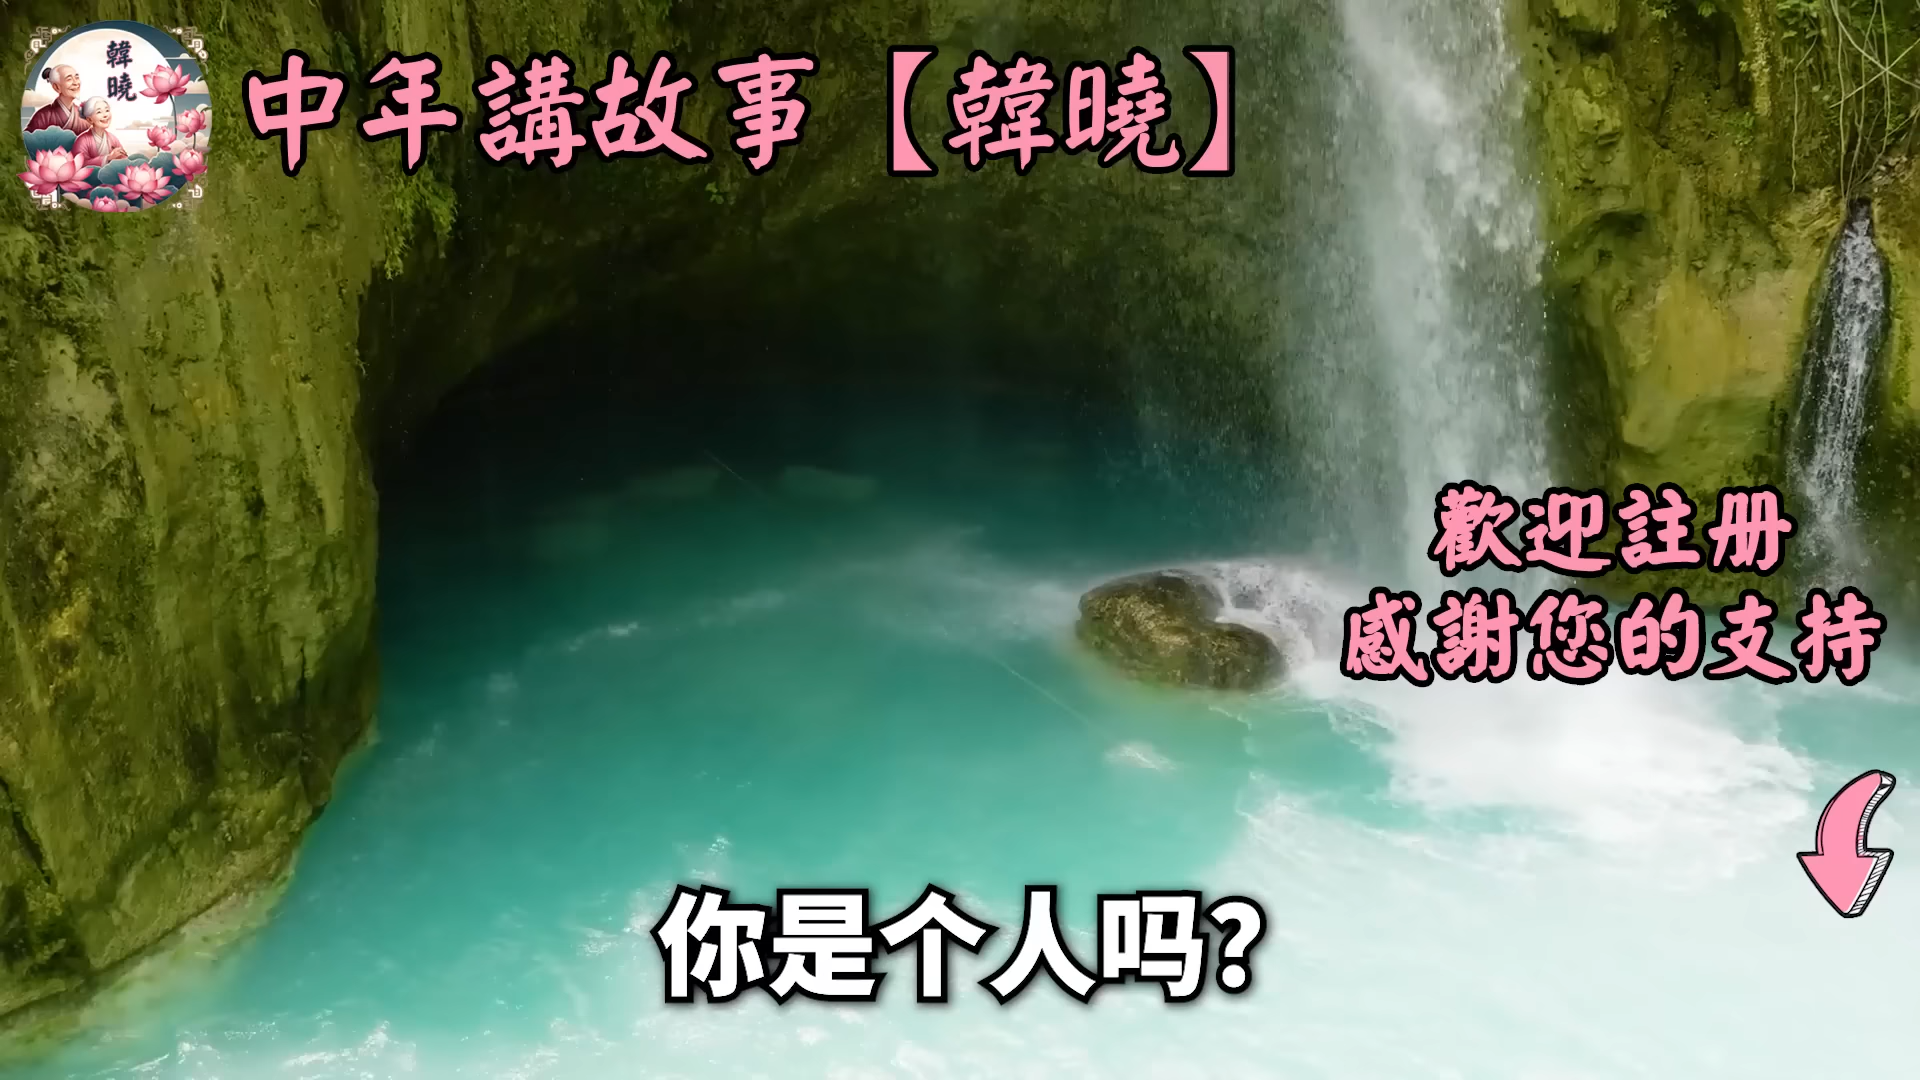 韓
曉
中年講故事【韓曉】
歡迎註册
感謝您的支持
你是个人吗?